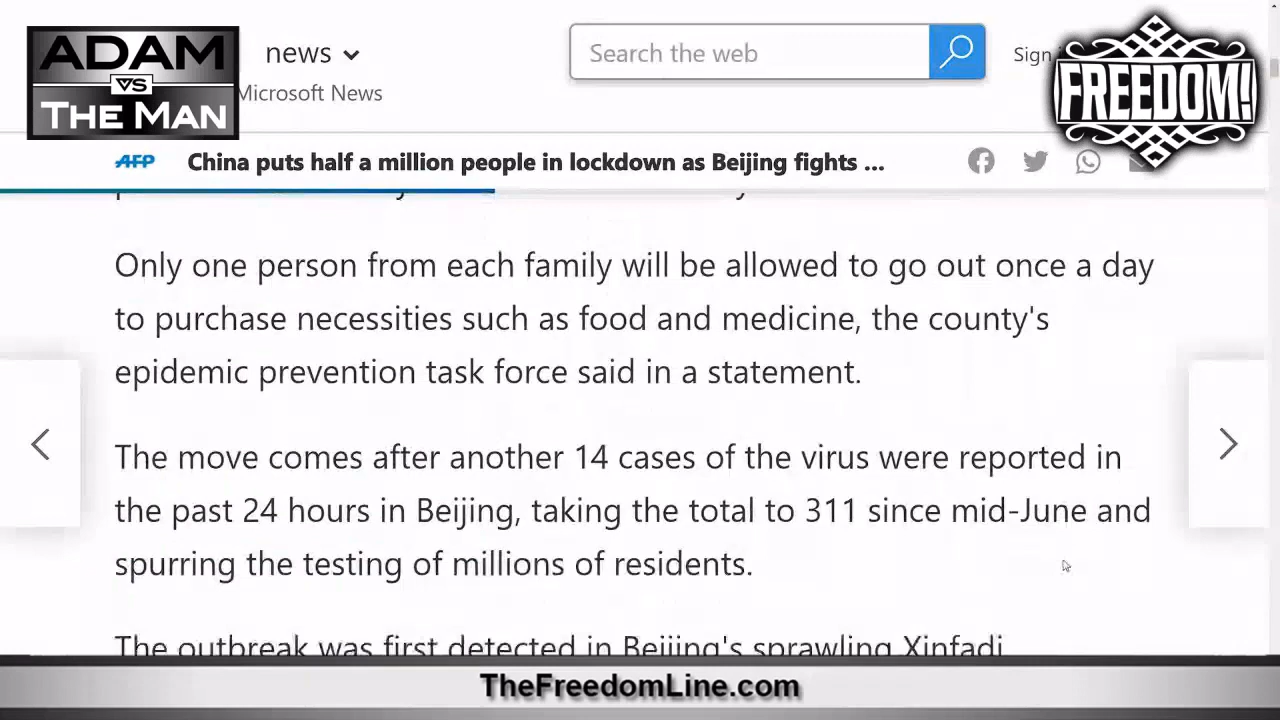 ADAM
VS
THE MAN
news
Search the web
Sign
FREEDOM!
Microsoft News
AFP
China puts half a million people in lockdown as Beijing fights ...
Only one person from each family will be allowed to go out once a day
to purchase necessities such as food and medicine, the county's
epidemic prevention task force said in a statement.
The move comes after another 14 cases of the virus were reported in
the past 24 hours in Beijing, taking the total to 311 since mid-June and
spurring the testing of millions of residents.
The outbreak was first detected in Beijing's sprawling Xinfadi
TheFreedomLine.com